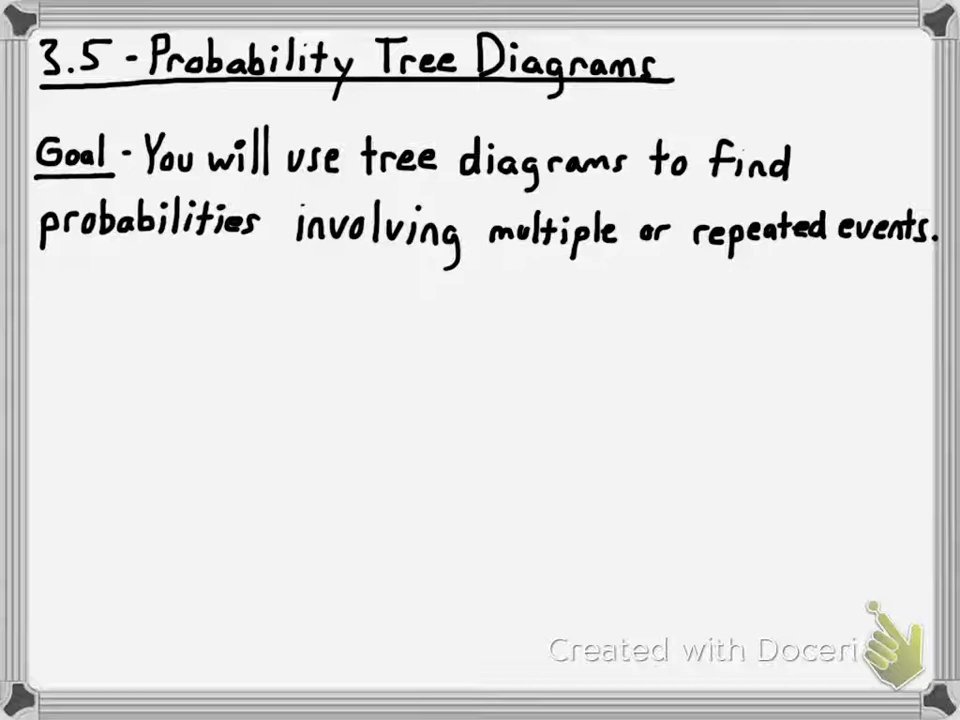 3.5 - Probability Tree Diagrams
Goal - You will use tree diagrams to find
probabilities involving multiple or repeated events.
Created with Doceri